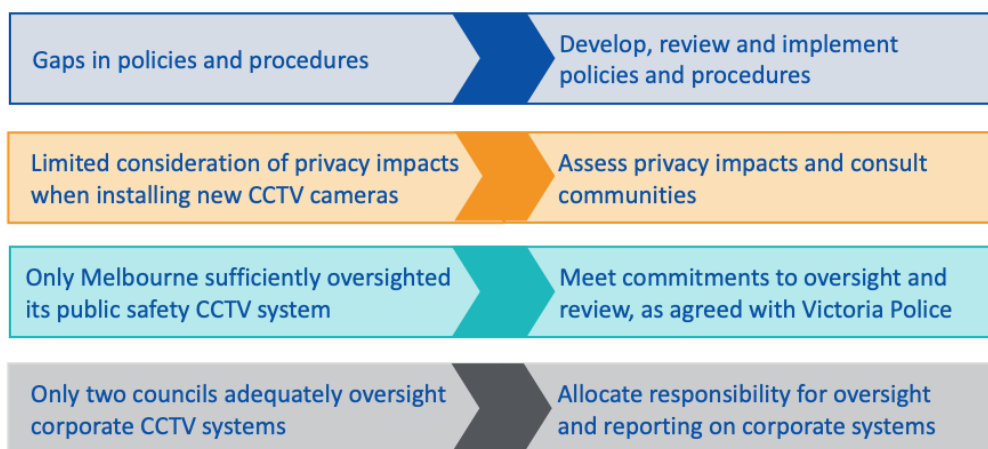 Gaps in policies and procedures
Develop, review and implement
policies and procedures
Limited consideration of privacy impacts
when installing new CCTV cameras
Assess privacy impacts and consult
communities
Only Melbourne sufficiently oversighted
its public safety CCTV system
Meet commitments to oversight and
review, as agreed with Victoria Police
Only two councils adequately oversight
corporate CCTV systems
Allocate responsibility for oversight
and reporting on corporate systems